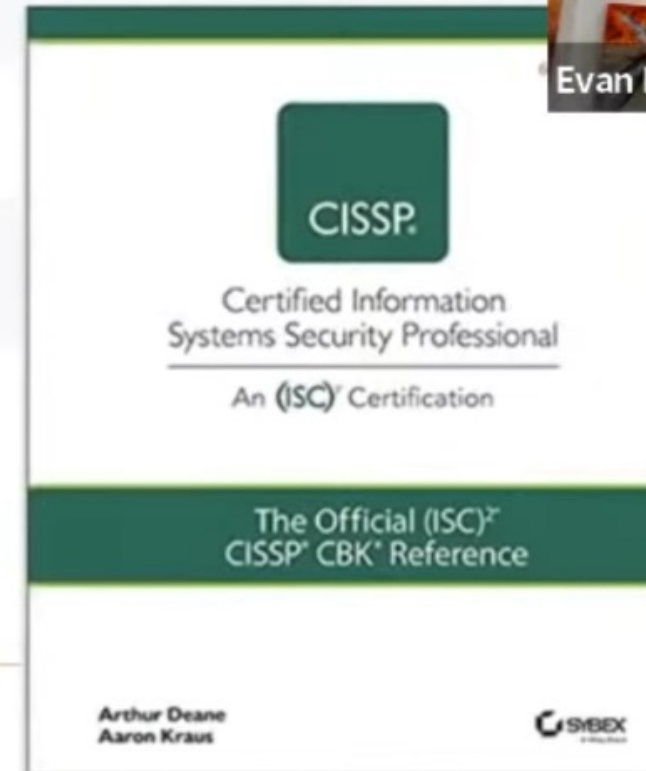 Evan
CISSP®
Certified Information
Systems Security Professional
An (ISC)² Certification
The Official (ISC)²®
CISSP® CBK® Reference
Arthur Deane
Aaron Kraus
SYBEX